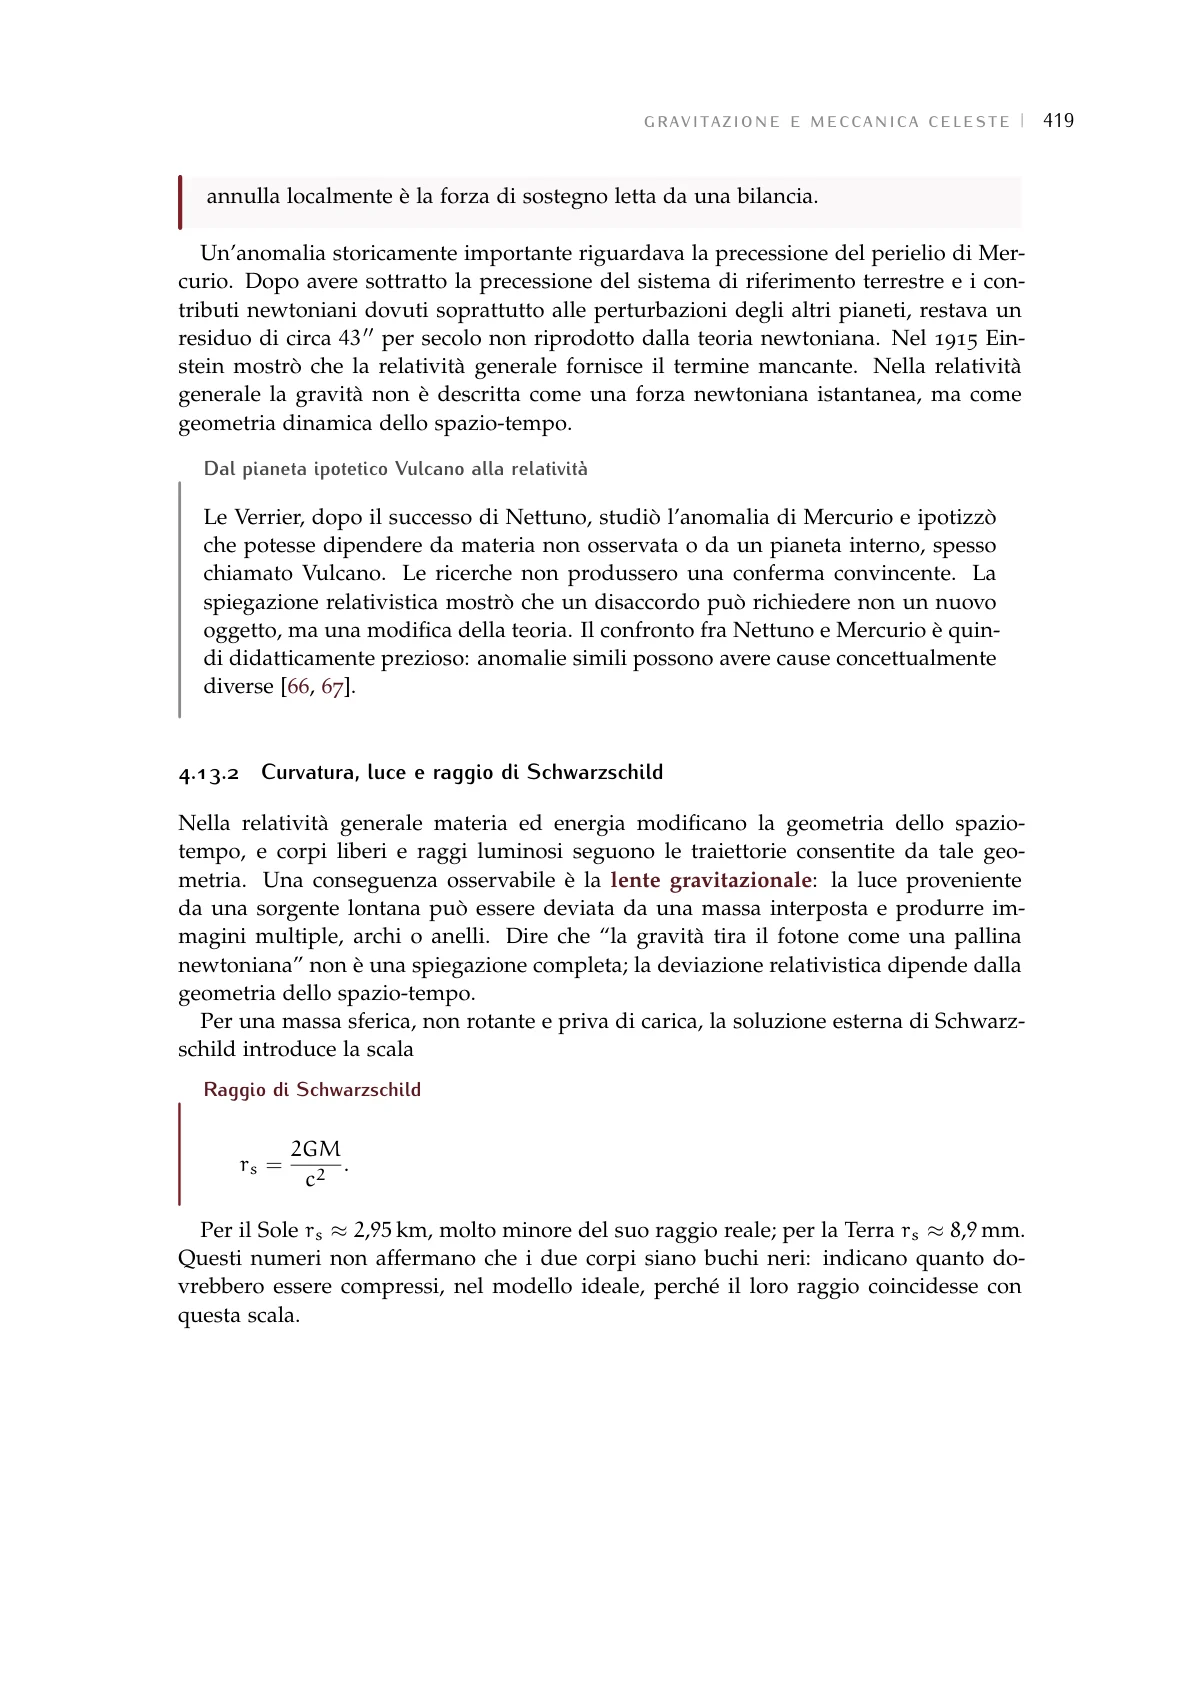 GRAVITAZIONE E MECCANICA CELESTE | 419
annulla localmente è la forza di sostegno letta da una bilancia.
Un’anomalia storicamente importante riguardava la precessione del perielio di Mer-
curio. Dopo avere sottratto la precessione del sistema di riferimento terrestre e i con-
tributi newtoniani dovuti soprattutto alle perturbazioni degli altri pianeti, restava un
residuo di circa 43″ per secolo non riprodotto dalla teoria newtoniana. Nel 1915 Ein-
stein mostrò che la relatività generale fornisce il termine mancante. Nella relatività
generale la gravità non è descritta come una forza newtoniana istantanea, ma come
geometria dinamica dello spazio-tempo.
Dal pianeta ipotetico Vulcano alla relatività
Le Verrier, dopo il successo di Nettuno, studiò l’anomalia di Mercurio e ipotizzò
che potesse dipendere da materia non osservata o da un pianeta interno, spesso
chiamato Vulcano. Le ricerche non produssero una conferma convincente. La
spiegazione relativistica mostrò che un disaccordo può richiedere non un nuovo
oggetto, ma una modifica della teoria. Il confronto fra Nettuno e Mercurio è quin-
di didatticamente prezioso: anomalie simili possono avere cause concettualmente
diverse [66, 67].
4.13.2 Curvatura, luce e raggio di Schwarzschild
Nella relatività generale materia ed energia modificano la geometria dello spazio-
tempo, e corpi liberi e raggi luminosi seguono le traiettorie consentite da tale geo-
metria. Una conseguenza osservabile è la lente gravitazionale: la luce proveniente
da una sorgente lontana può essere deviata da una massa interposta e produrre im-
magini multiple, archi o anelli. Dire che “la gravità tira il fotone come una pallina
newtoniana” non è una spiegazione completa; la deviazione relativistica dipende dalla
geometria dello spazio-tempo.
Per una massa sferica, non rotante e priva di carica, la soluzione esterna di Schwarz-
schild introduce la scala
Raggio di Schwarzschild
r_s = 2GM / c².
Per il Sole r_s ≈ 2,95 km, molto minore del suo raggio reale; per la Terra r_s ≈ 8,9 mm.
Questi numeri non affermano che i due corpi siano buchi neri: indicano quanto do-
vrebbero essere compressi, nel modello ideale, perché il loro raggio coincidesse con
questa scala.